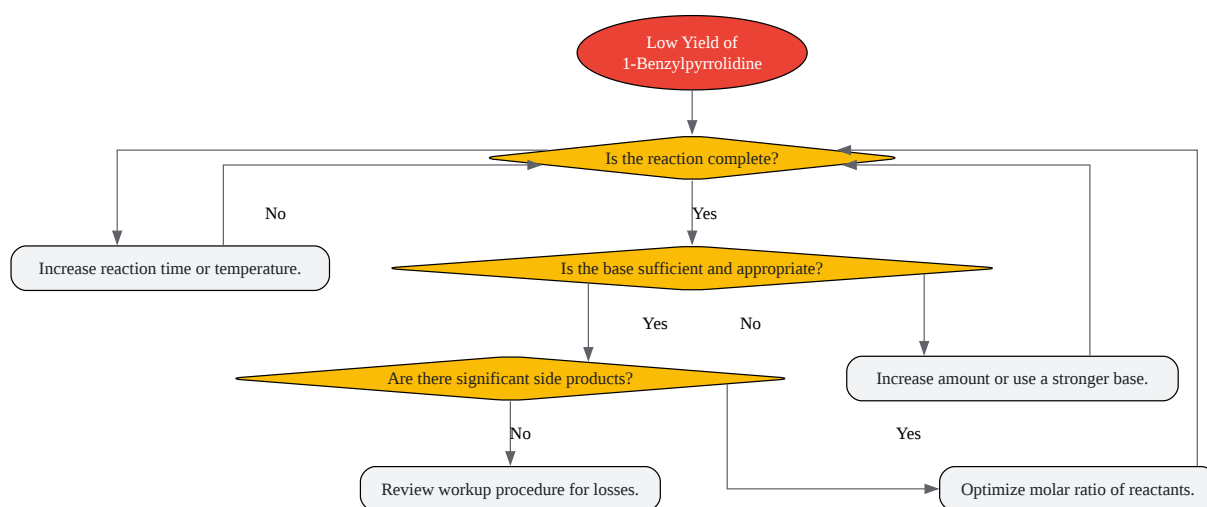 Low Yield of
1-Benzylpyrrolidine
Is the reaction complete?
No
Yes
Increase reaction time or temperature.
Is the base sufficient and appropriate?
Yes
No
Are there significant side products?
Increase amount or use a stronger base.
No
Yes
Review workup procedure for losses.
Optimize molar ratio of reactants.